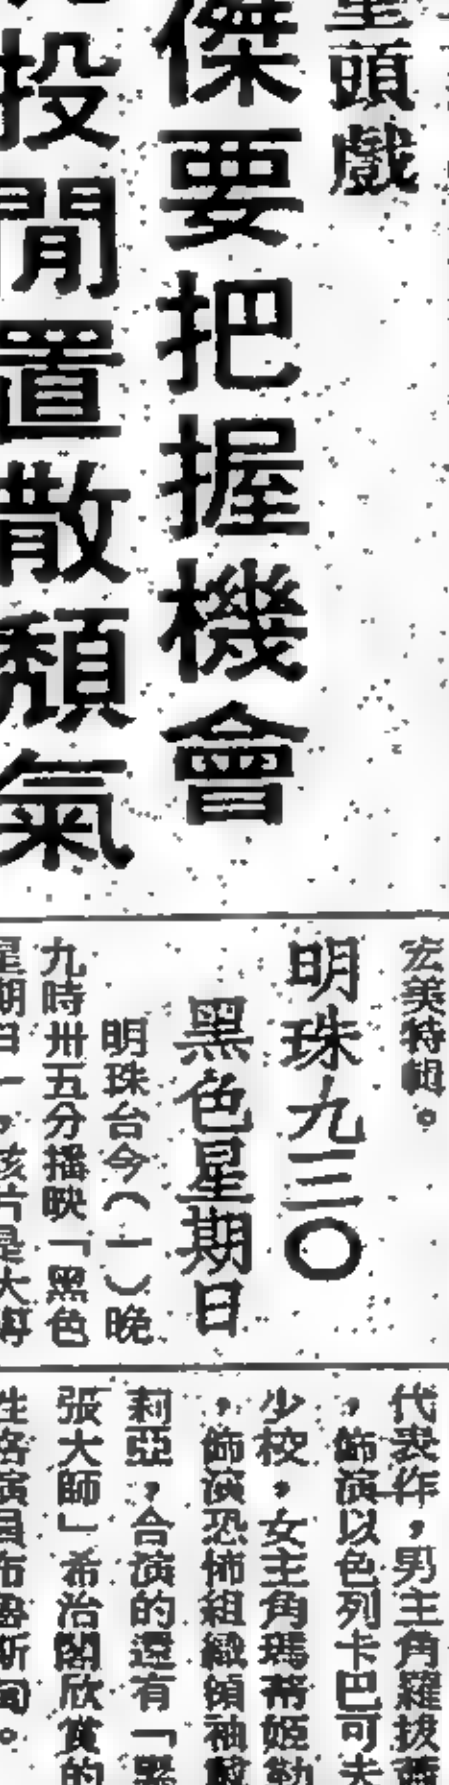 頭戲
傑要把握機會
投閒置散頹氣
宏美特輯。
明珠九三〇
黑色星期日
明珠台今(一)晚
九時卅五分播映「黑色
星期日」,該片是大導
代表作,男主角羅拔
,飾演以色列卡巴可夫
少校,女主角瑪蒂姬勒
,飾演恐怖組織領袖
莉亞,合演的還有「緊
張大師」希治閣欣賞的
性格演員布魯斯甸。